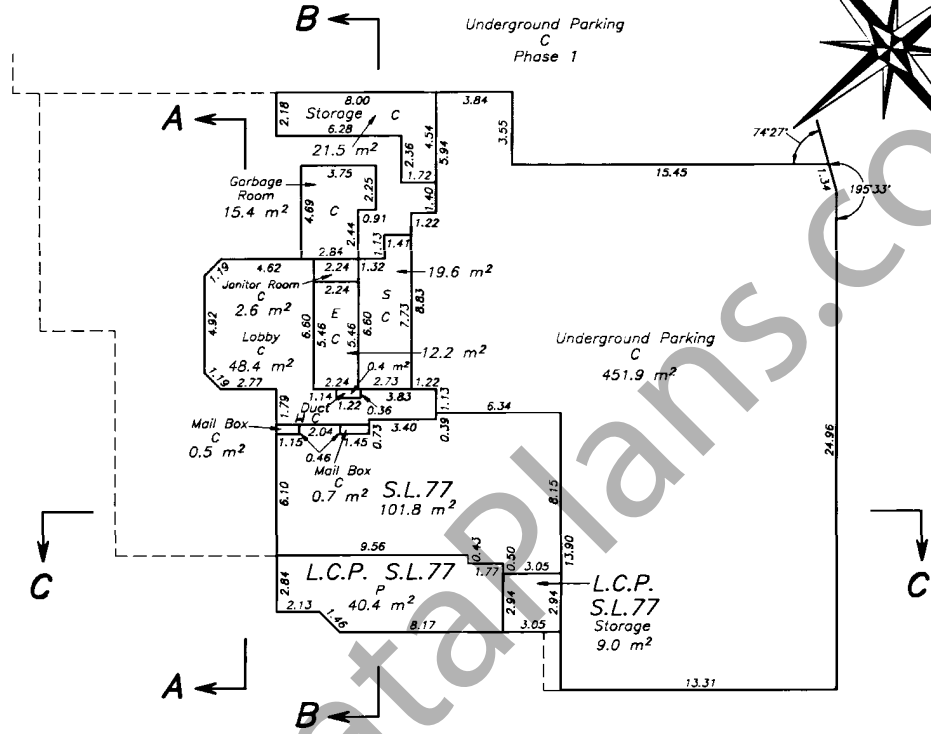 Underground Parking
C
Phase 1
B
A
8.00
3.84
2.18
Storage C
6.28
21.5 m²
2.36
4.54
5.94
3.55
74°27'
1.72
15.45
1.34
195°33'
Garbage
Room
15.4 m²
3.75
2.25
1.40
4.69
C
0.91
1.22
2.44
1.13
1.41
2.84
1.19
4.62
2.24
1.32
19.6 m²
Janitor Room
C
2.6 m²
2.24
S
C
4.92
Lobby
C
48.4 m²
6.60
5.46
E
C
5.46
6.60
7.73
8.83
12.2 m²
Underground Parking
C
451.9 m²
24.96
1.19
2.77
2.24
0.4 m²
2.73
1.22
1.14
1.22
3.83
1.13
Duct
C
0.36
1.79
H
6.34
Mail Box
C
0.5 m²
2.04
3.40
0.39
1.15
1.45
0.73
0.46
Mail Box
C
0.7 m²
S.L.77
101.8 m²
6.10
8.15
C
C
9.56
0.43
13.90
1.77
0.50
3.05
L.C.P. S.L.77
P
40.4 m²
2.84
2.94
2.94
L.C.P.
S.L.77
Storage
9.0 m²
2.13
1.46
8.17
3.05
13.31
A
B
ataPlans.com